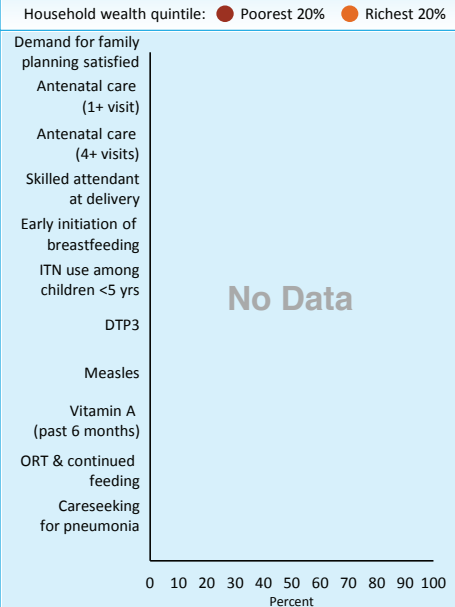 Household wealth quintile: Poorest 20% Richest 20%
Demand for family
planning satisfied
Antenatal care
(1+ visit)
Antenatal care
(4+ visits)
Skilled attendant
at delivery
Early initiation of
breastfeeding
ITN use among
children <5 yrs
No Data
DTP3
Measles
Vitamin A
(past 6 months)
ORT & continued
feeding
Careseeking
for pneumonia
0 10 20 30 40 50 60 70 80 90 100
Percent